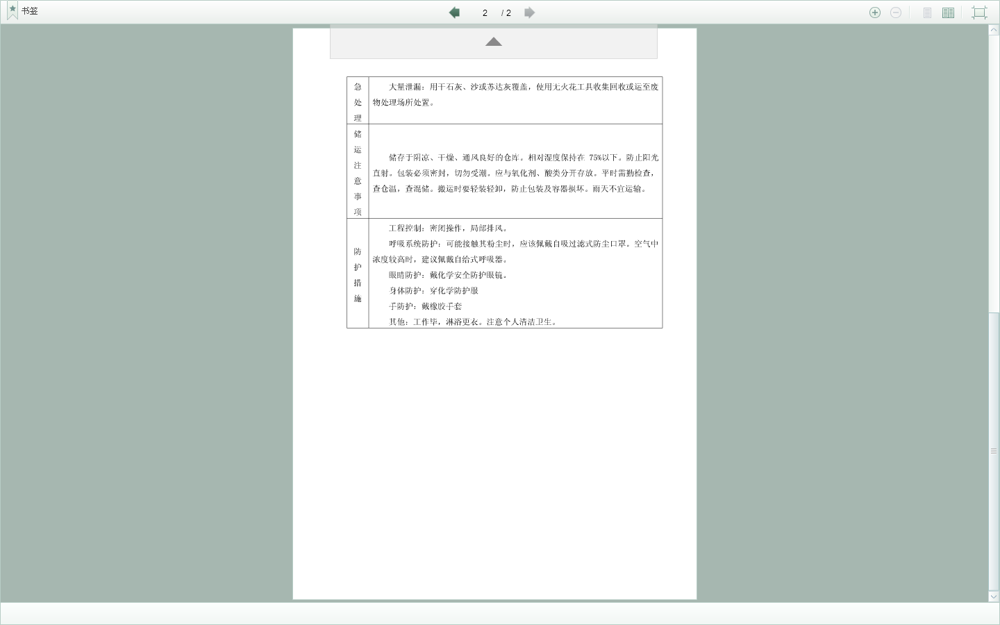 书签
2 / 2
急
处
理
大量泄漏：用干石灰、沙或苏达灰覆盖，使用无火花工具收集回收或运至废
物处理场所处置。
储
运
注
意
事
项
储存于阴凉、干燥、通风良好的仓库。相对湿度保持在 75%以下。防止阳光
直射。包装必须密封，切勿受潮。应与氧化剂、酸类分开存放。平时需勤检查，
查仓温，查混储。搬运时要轻装轻卸，防止包装及容器损坏。雨天不宜运输。
防
护
措
施
工程控制：密闭操作，局部排风。
呼吸系统防护：可能接触其粉尘时，应该佩戴自吸过滤式防尘口罩。空气中
浓度较高时，建议佩戴自给式呼吸器。
眼睛防护：戴化学安全防护眼镜。
身体防护：穿化学防护服
手防护：戴橡胶手套
其他：工作毕，淋浴更衣。注意个人清洁卫生。